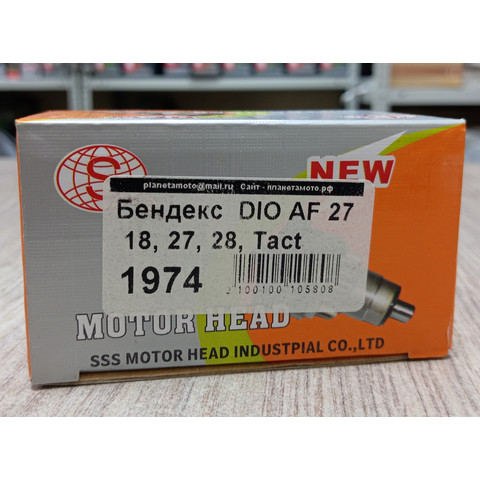 S
NEW
planetamoto@mail.ru Сайт - планетамото.рф
Бендекс DIO AF 27
18, 27, 28, Tact
1974
2100100105808
MOTOR HEAD
SSS MOTOR HEAD INDUSTPIAL CO.,LTD